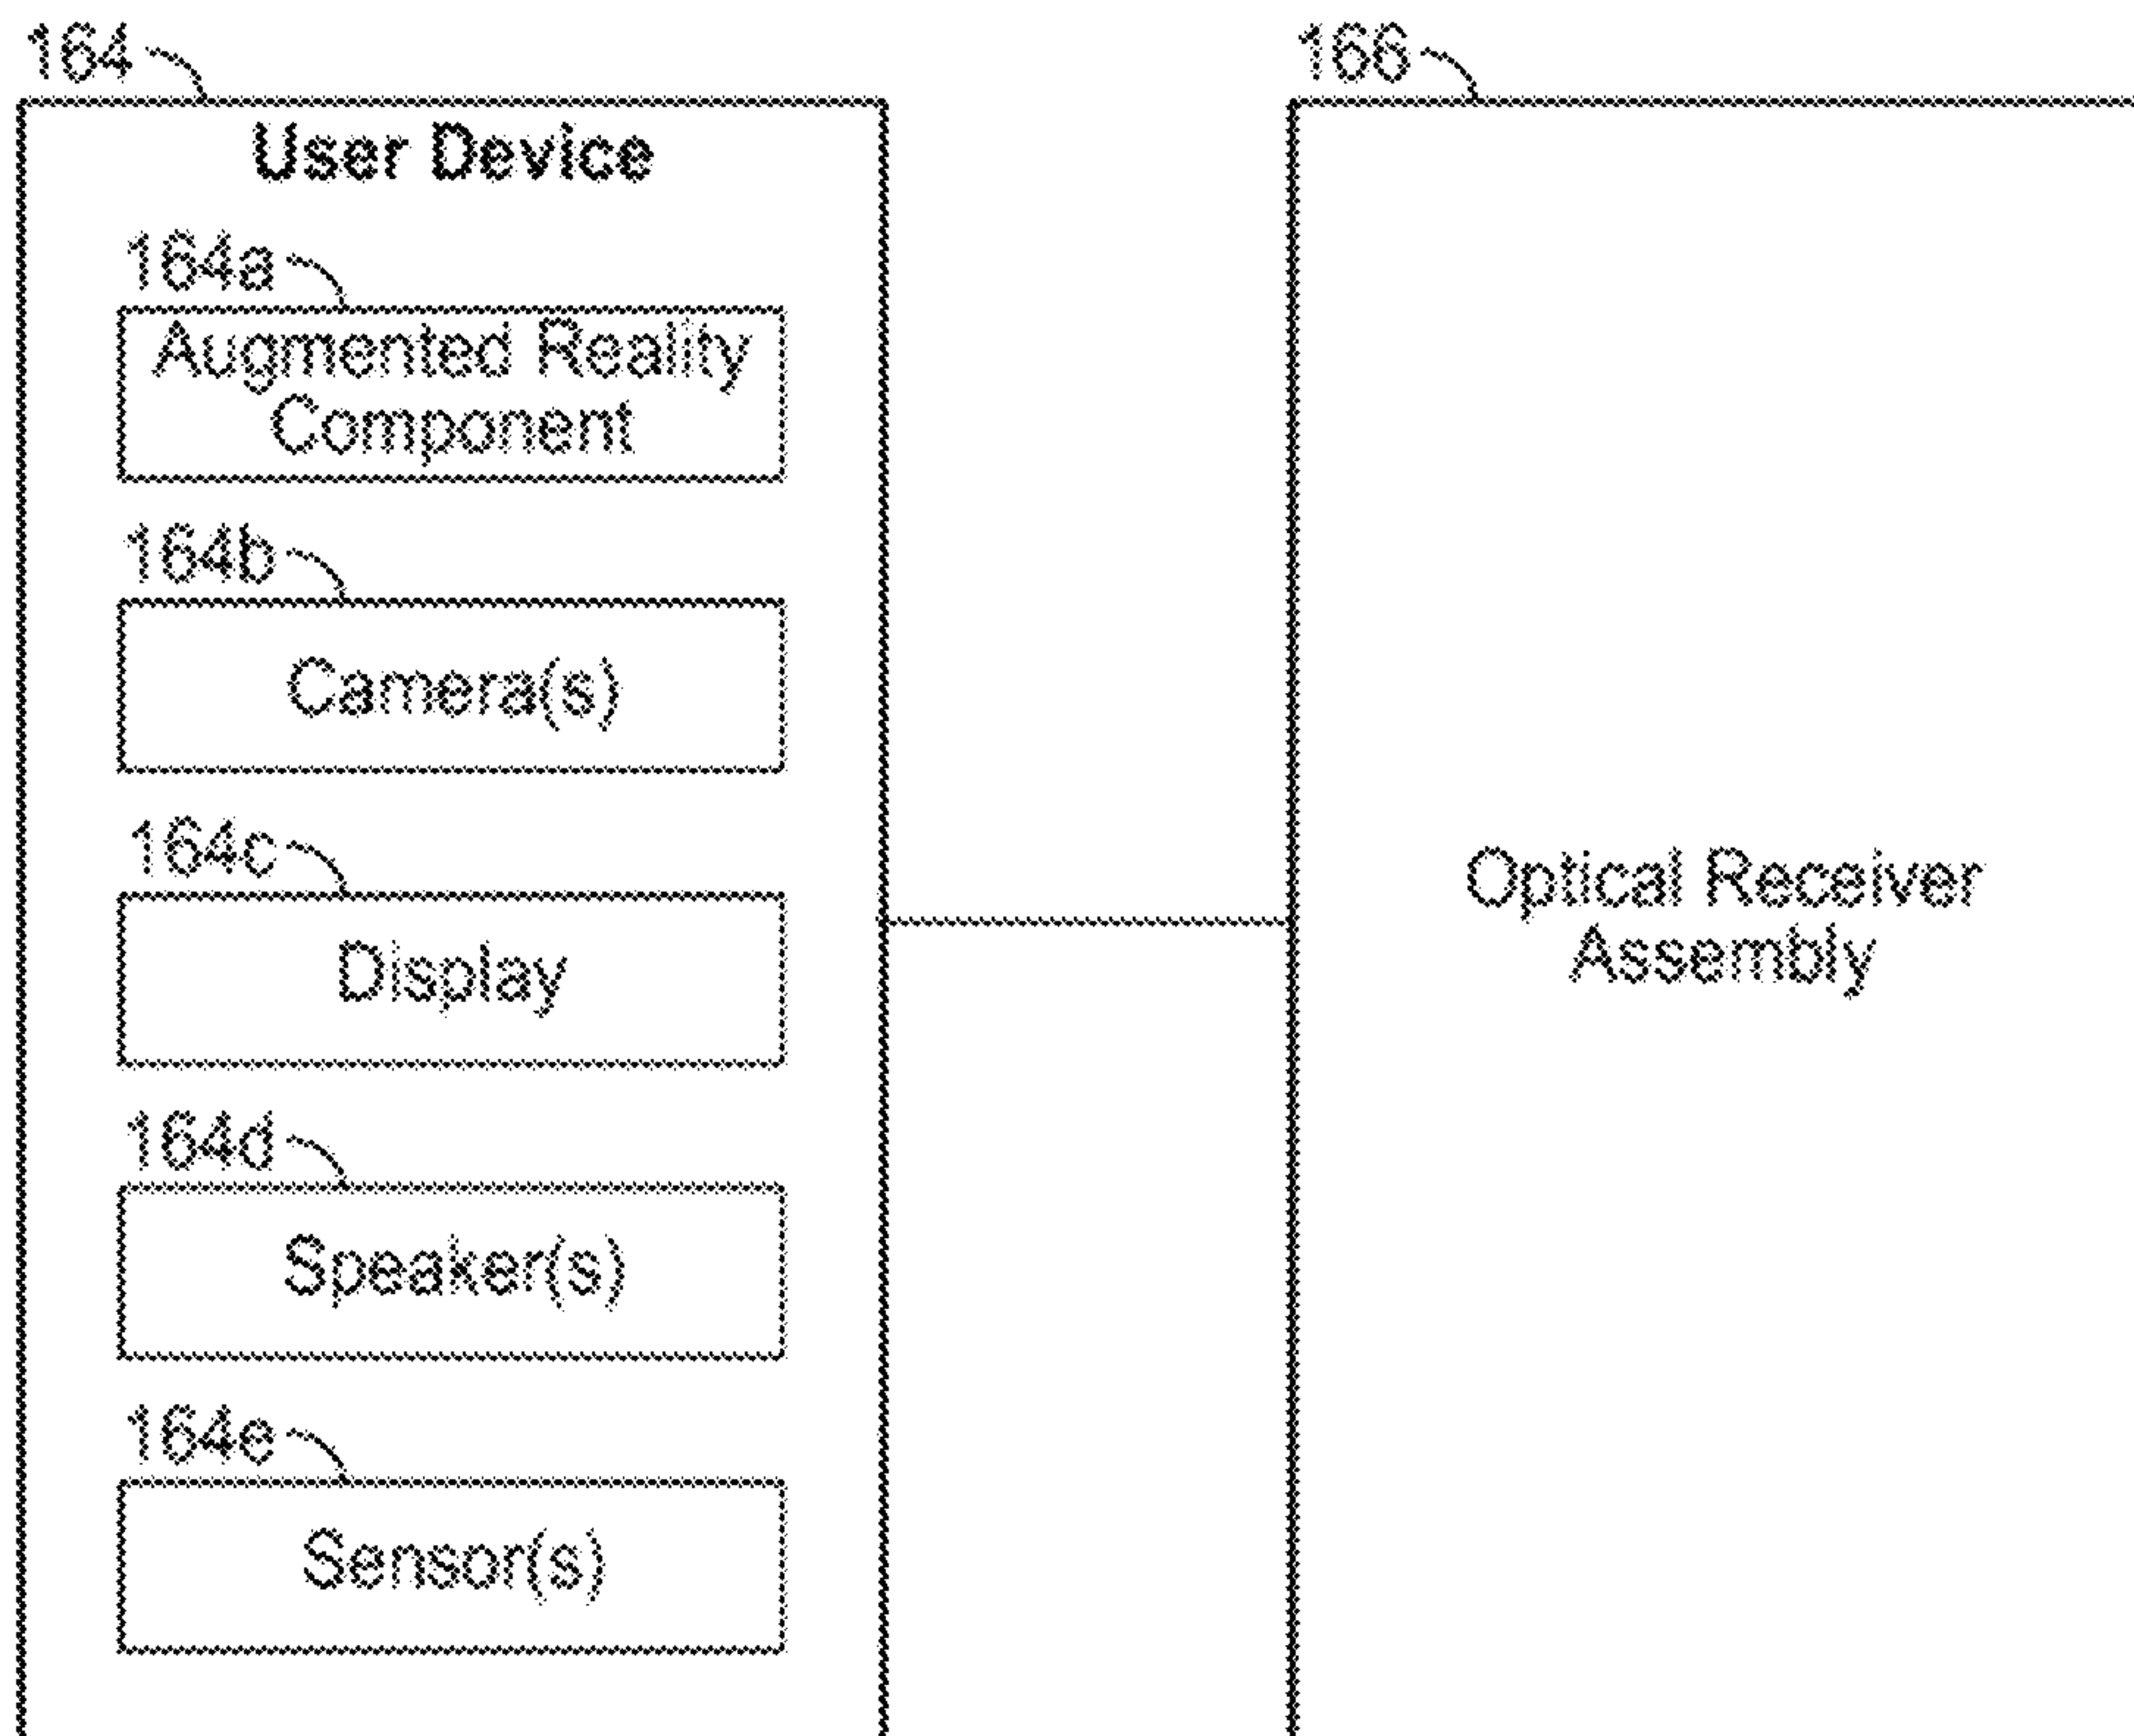 164
User Device
164a
Augmented Reality
Component
164b
Camera(s)
164c
Display
164d
Speaker(s)
164e
Sensor(s)
166
Optical Receiver
Assembly